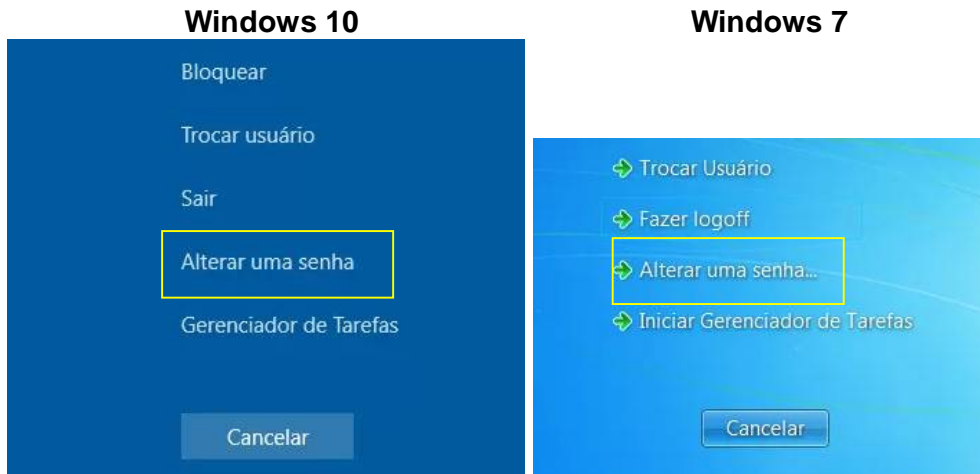 Windows 10
Bloquear
Trocar usuário
Sair
Alterar uma senha
Gerenciador de Tarefas
Cancelar
Windows 7
Trocar Usuário
Fazer logoff
Alterar uma senha...
Iniciar Gerenciador de Tarefas
Cancelar